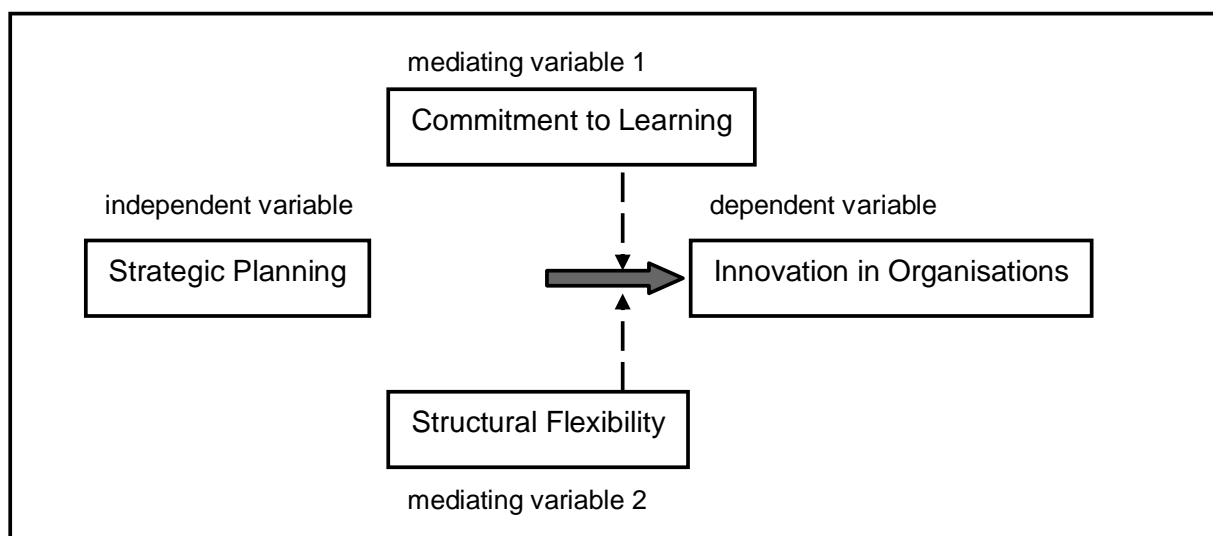 mediating variable 1
Commitment to Learning
independent variable
dependent variable
Strategic Planning
Innovation in Organisations
Structural Flexibility
mediating variable 2